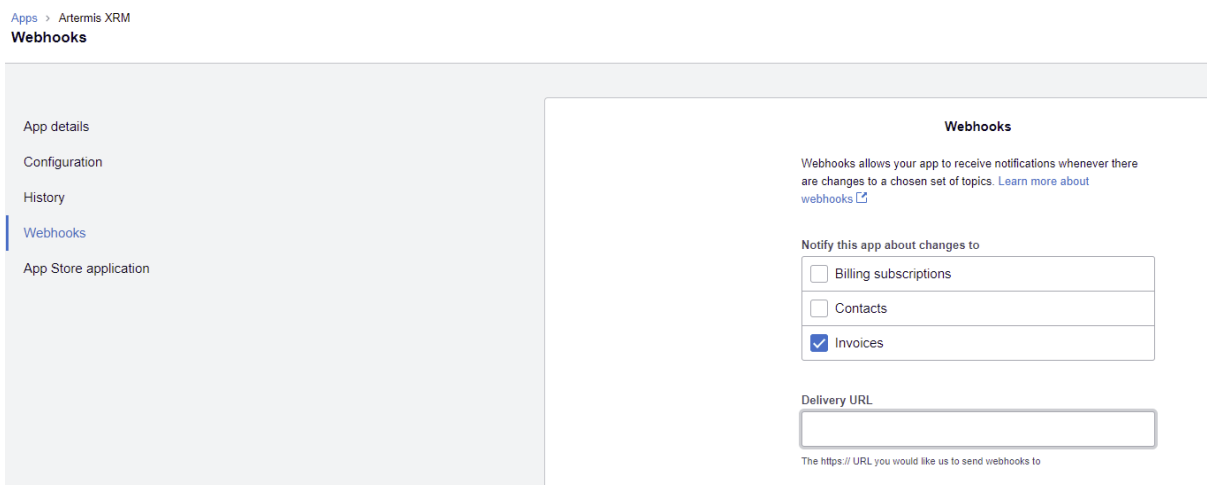 Apps > Artermis XRM
Webhooks
App details
Configuration
History
Webhooks
App Store application
Webhooks
Webhooks allows your app to receive notifications whenever there
are changes to a chosen set of topics. Learn more about
webhooks
Notify this app about changes to
Billing subscriptions
Contacts
Invoices
Delivery URL
The https:// URL you would like us to send webhooks to